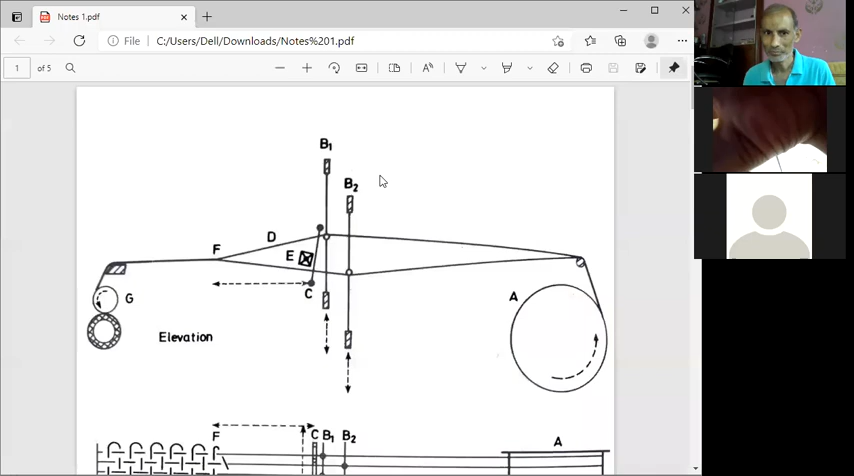 Notes 1.pdf
File C:/Users/Dell/Downloads/Notes%201.pdf
1 of 5
B1
B2
D
F
E
C
G
A
Elevation
F C B1 B2 A